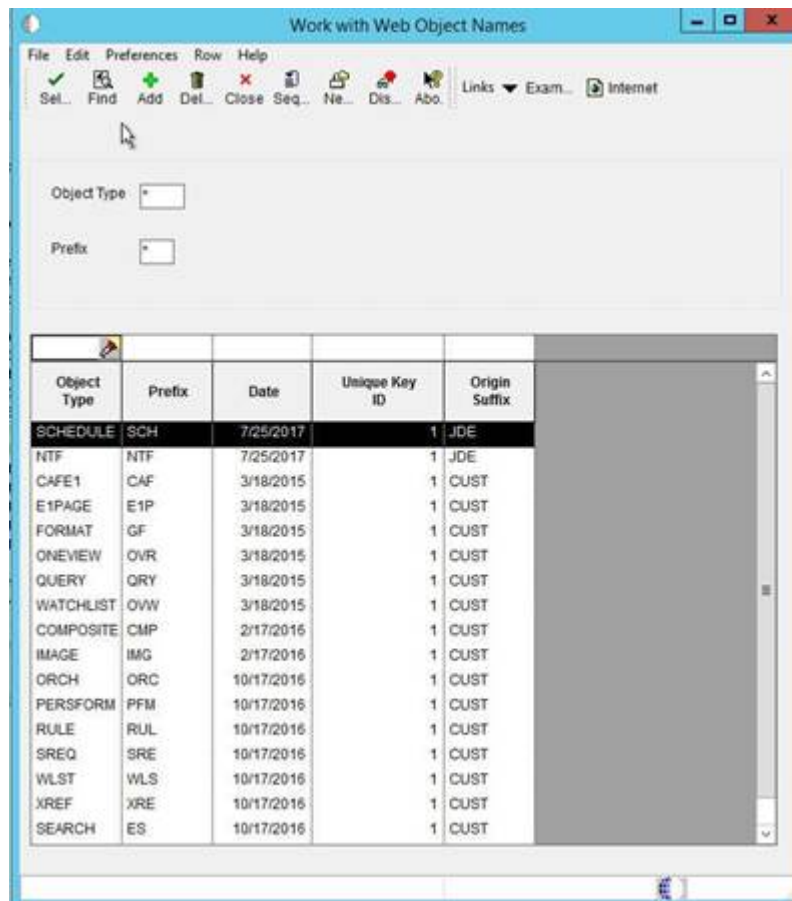 Work with Web Object Names
File Edit Preferences Row Help
Sel... Find Add Del... Close Seq... Ne... Dis... Abo. Links Exam... Internet
Object Type *
Prefix *
Object Type Prefix Date Unique Key ID Origin Suffix
SCHEDULE SCH 7/25/2017 1 JDE
NTF NTF 7/25/2017 1 JDE
CAFE1 CAF 3/18/2015 1 CUST
E1PAGE E1P 3/18/2015 1 CUST
FORMAT GF 3/18/2015 1 CUST
ONEVIEW OVR 3/18/2015 1 CUST
QUERY QRY 3/18/2015 1 CUST
WATCHLIST OVW 3/18/2015 1 CUST
COMPOSITE CMP 2/17/2016 1 CUST
IMAGE IMG 2/17/2016 1 CUST
ORCH ORC 10/17/2016 1 CUST
PERSFORM PFM 10/17/2016 1 CUST
RULE RUL 10/17/2016 1 CUST
SREQ SRE 10/17/2016 1 CUST
WLST WLS 10/17/2016 1 CUST
XREF XRE 10/17/2016 1 CUST
SEARCH ES 10/17/2016 1 CUST